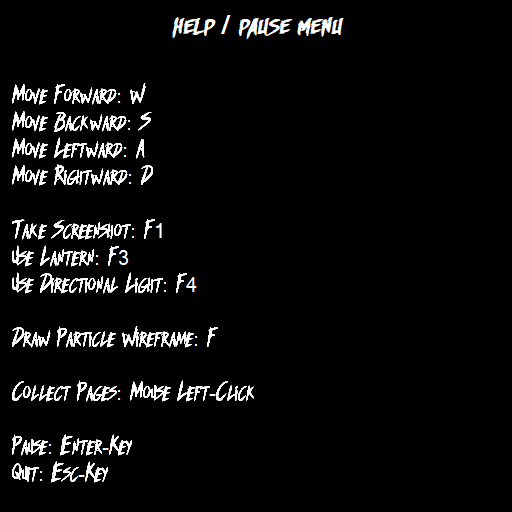 HELP / PAUSE MENU
Move Forward: W
Move Backward: S
Move Leftward: A
Move Rightward: D
Take Screenshot: F1
Use Lantern: F3
Use Directional Light: F4
Draw Particle Wireframe: F
Collect Pages: Mouse Left-Click
Pause: Enter-Key
Quit: Esc-Key